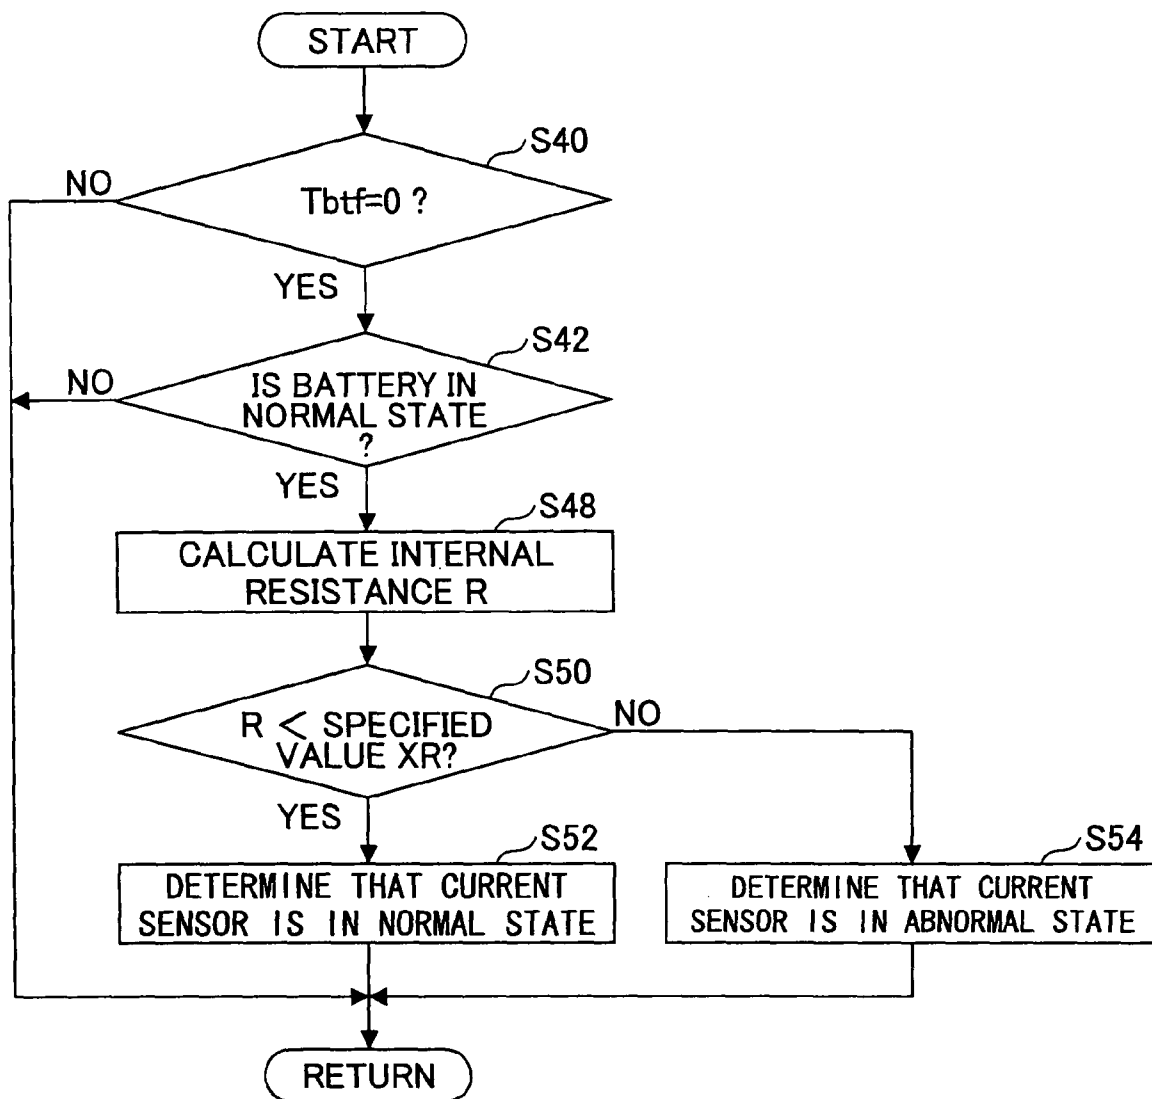 START
S40
NO
Tbtf=0 ?
YES
S42
NO
IS BATTERY IN
NORMAL STATE
?
YES
S48
CALCULATE INTERNAL
RESISTANCE R
S50
R < SPECIFIED
VALUE XR?
NO
YES
S52
DETERMINE THAT CURRENT
SENSOR IS IN NORMAL STATE
S54
DETERMINE THAT CURRENT
SENSOR IS IN ABNORMAL STATE
RETURN